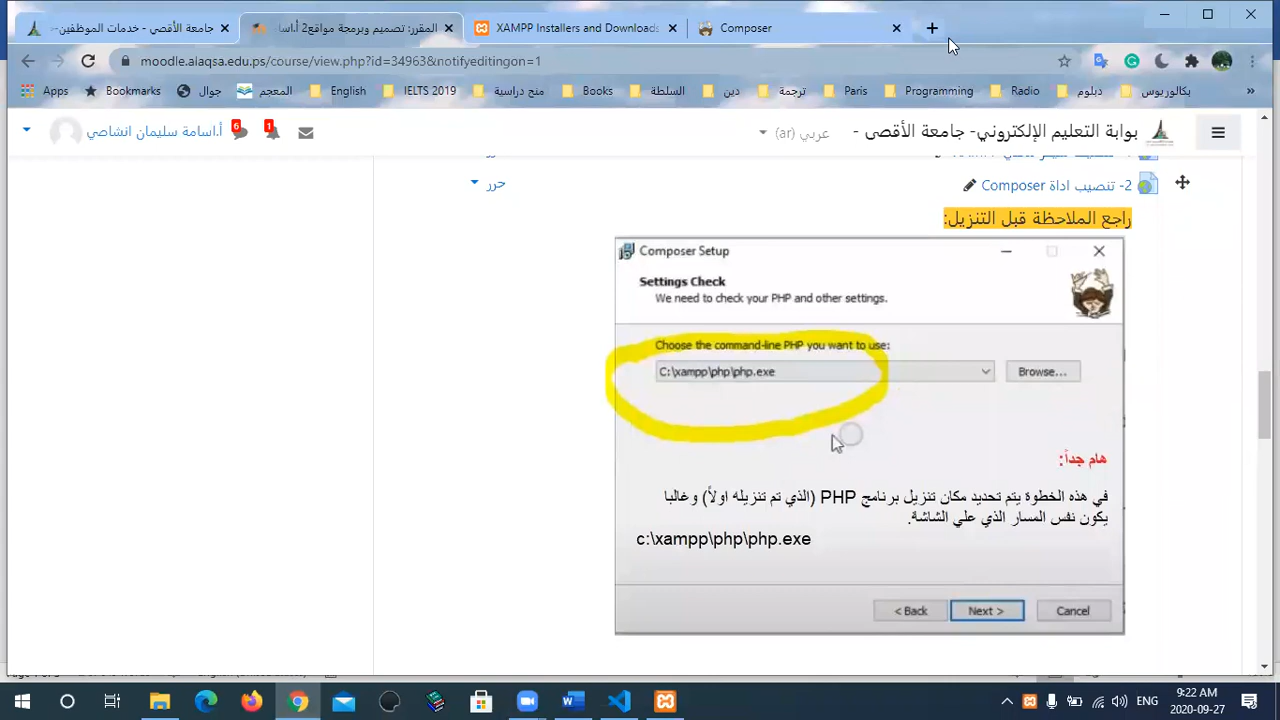 جامعة الأقصى - خدمات الموظفين -
المقرر: تصميم وبرمجة مواقع2 أ.اسا
XAMPP Installers and Downloads
Composer
moodle.alaqsa.edu.ps/course/view.php?id=34963&notifyediting=1
Apps
Bookmarks
جوال
المعجم
English
IELTS 2019
منح دراسية
Books
السلطة
دين
ترجمة
Paris
Programming
Radio
دبلوم
بكالوريوس
»
أ.اسامة سليمان انشاصي
6
1
عربي (ar)
بوابة التعليم الإلكتروني- جامعة الأقصى -
2- تنصيب اداة Composer
حرر
راجع الملاحظة قبل التنزيل:
Composer Setup
Settings Check
We need to check your PHP and other settings.
Choose the command-line PHP you want to use:
C:\xampp\php\php.exe
Browse...
هام جداً:
في هذه الخطوة يتم تحديد مكان تنزيل برنامج PHP (الذي تم تنزيله اولاً) وغالبا
يكون نفس المسار الذي علي الشاشة.
c:\xampp\php\php.exe
< Back
Next >
Cancel
ENG
9:22 AM
2020-09-27